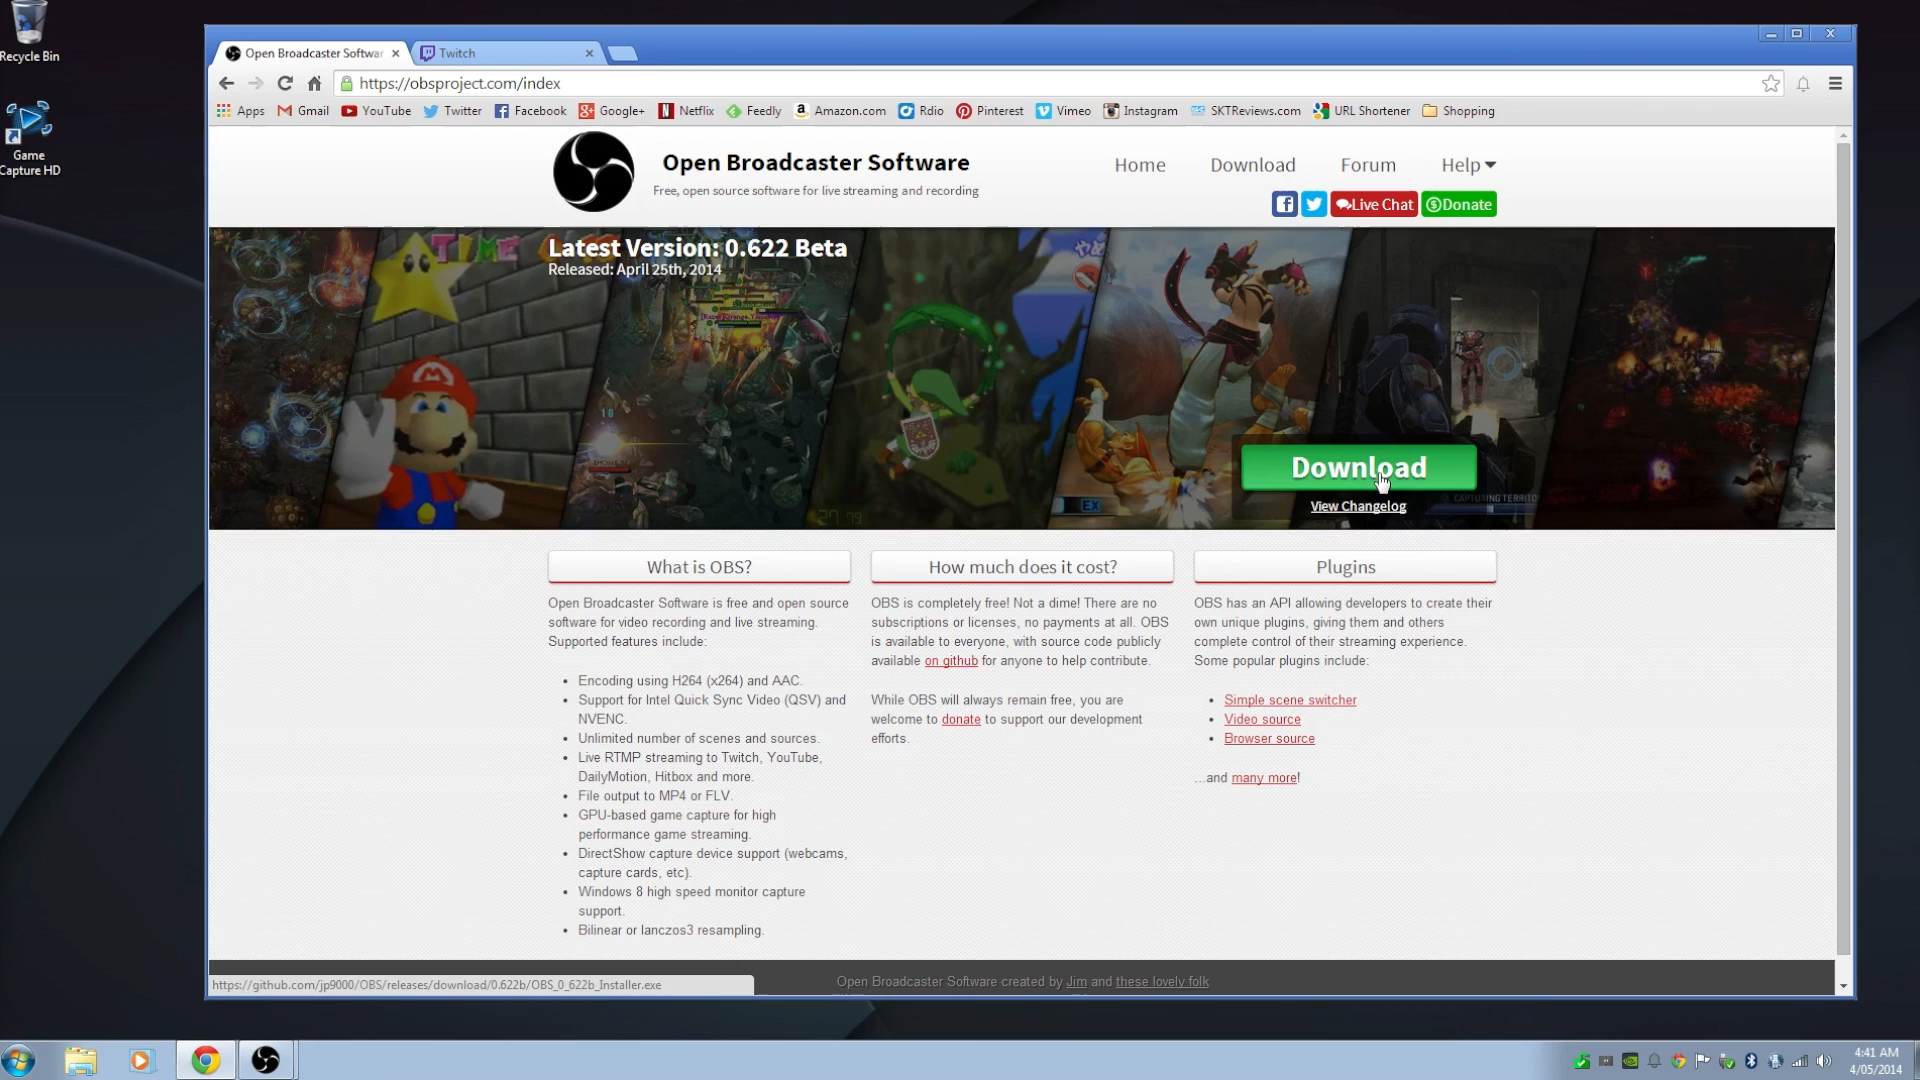 Recycle Bin
Game
Capture HD
Open Broadcaster Softwar
Twitch
https://obsproject.com/index
Apps Gmail YouTube Twitter Facebook Google+ Netflix Feedly Amazon.com Rdio Pinterest Vimeo Instagram SKTReviews.com URL Shortener Shopping
Open Broadcaster Software
Free, open source software for live streaming and recording
Home Download Forum Help
Live Chat Donate
Latest Version: 0.622 Beta
Released: April 25th, 2014
TIME
10
EX
CAPTURING TERRITO
Download
View Changelog
What is OBS?
Open Broadcaster Software is free and open source
software for video recording and live streaming.
Supported features include:
• Encoding using H264 (x264) and AAC.
• Support for Intel Quick Sync Video (QSV) and
NVENC.
• Unlimited number of scenes and sources.
• Live RTMP streaming to Twitch, YouTube,
DailyMotion, Hitbox and more.
• File output to MP4 or FLV.
• GPU-based game capture for high
performance game streaming.
• DirectShow capture device support (webcams,
capture cards, etc).
• Windows 8 high speed monitor capture
support.
• Bilinear or lanczos3 resampling.
How much does it cost?
OBS is completely free! Not a dime! There are no
subscriptions or licenses, no payments at all. OBS
is available to everyone, with source code publicly
available on github for anyone to help contribute.
While OBS will always remain free, you are
welcome to donate to support our development
efforts.
Plugins
OBS has an API allowing developers to create their
own unique plugins, giving them and others
complete control of their streaming experience.
Some popular plugins include:
• Simple scene switcher
• Video source
• Browser source
...and many more!
Open Broadcaster Software created by Jim and these lovely folk
https://github.com/jp9000/OBS/releases/download/0.622b/OBS_0_622b_Installer.exe
4:41 AM
4/05/2014